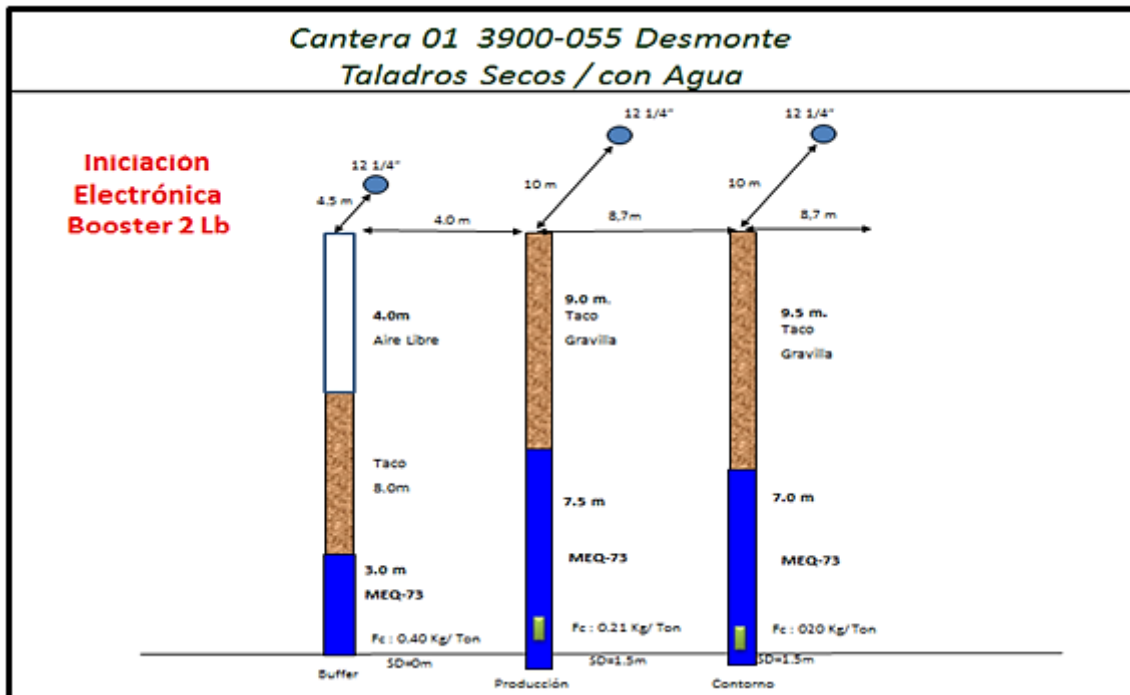 Cantera 01 3900-055 Desmonte
Taladros Secos / con Agua
Iniciación
Electrónica
Booster 2 Lb
12 1/4"
4.5 m
12 1/4"
10 m
12 1/4"
10 m
4.0 m
8,7m
8,7 m
4.0m
Aire Libre
Taco
8.0m
3.0 m
MEQ-73
Fc : 0.40 Kg/ Ton
SD=0m
Buffer
9.0 m.
Taco
Gravilla
7.5 m
MEQ-73
Fc : 0.21 Kg/ Ton
SD=1.5m
Producción
9.5 m.
Taco
Gravilla
7.0 m
MEQ-73
Fc : 020 Kg/Ton
SD=1.5m
Contorno